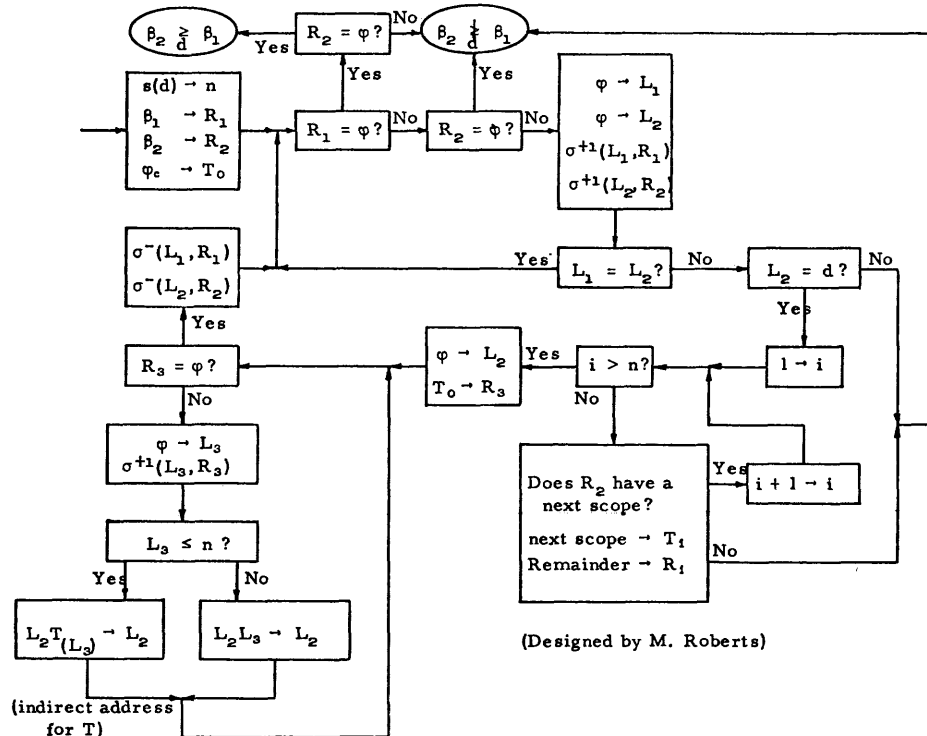 β₂ ≥ β₁
d
Yes
R₂ = φ?
No
β₂ ≱ β₁
d
Yes
Yes
s(d) → n
β₁ → R₁
β₂ → R₂
φc → T₀
R₁ = φ?
No
R₂ = φ?
No
φ → L₁
φ → L₂
σ⁺¹(L₁,R₁)
σ⁺¹(L₂,R₂)
σ⁻(L₁,R₁)
σ⁻(L₂,R₂)
Yes
L₁ = L₂?
No
L₂ = d?
No
Yes
Yes
R₃ = φ?
No
φ → L₂
T₀ → R₃
Yes
i > n?
No
1 → i
φ → L₃
σ⁺¹(L₃,R₃)
Does R₂ have a
next scope?
next scope → Tᵢ
Remainder → Rᵢ
Yes
i + 1 → i
No
L₃ ≤ n?
Yes
No
L₂T(L₃) → L₂
L₂L₃ → L₂
(Designed by M. Roberts)
(indirect address
for T)